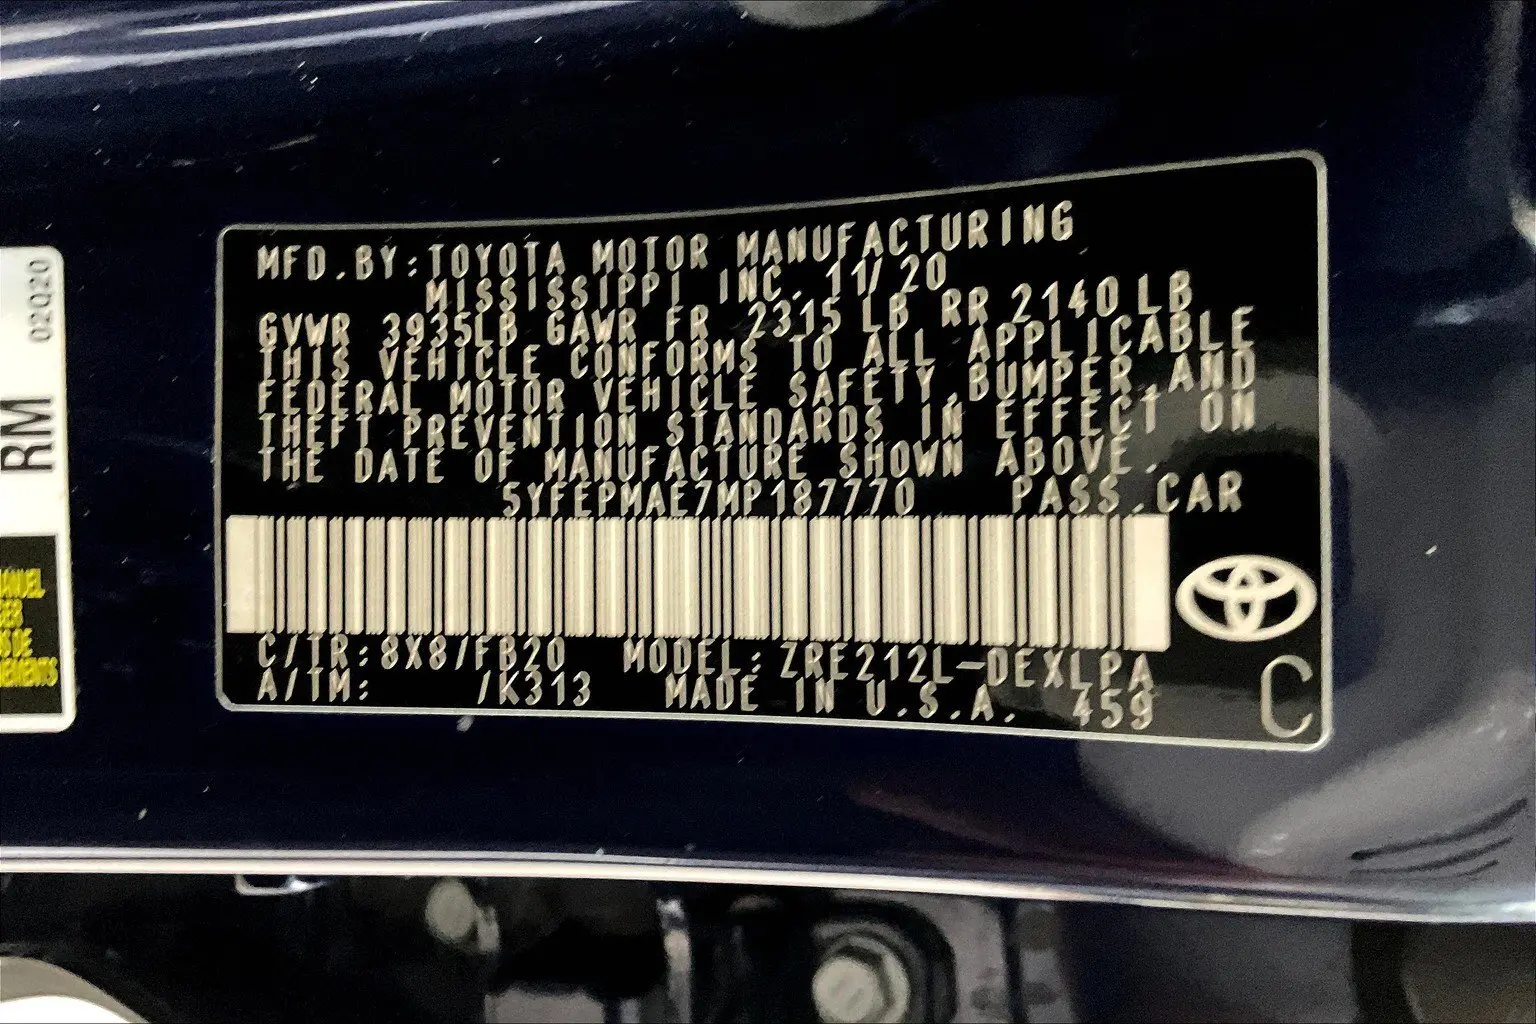 MFD.BY:TOYOTA MOTOR MANUFACTURING
MISSISSIPPI INC. 11/20
GVWR 3935LB GAWR FR 2315 LB RR 2140 LB
THIS VEHICLE CONFORMS TO ALL APPLICABLE
FEDERAL MOTOR VEHICLE SAFETY,BUMPER,AND
THEFT PREVENTION STANDARDS IN EFFECT ON
THE DATE OF MANUFACTURE SHOWN ABOVE.
5YFEPMAE7MP187770 PASS.CAR
C/TR:8X8/FB20 MODEL:ZRE212L-DEXLPA
A/TM: /K313 MADE IN U.S.A. 459
C
RM 02Q20